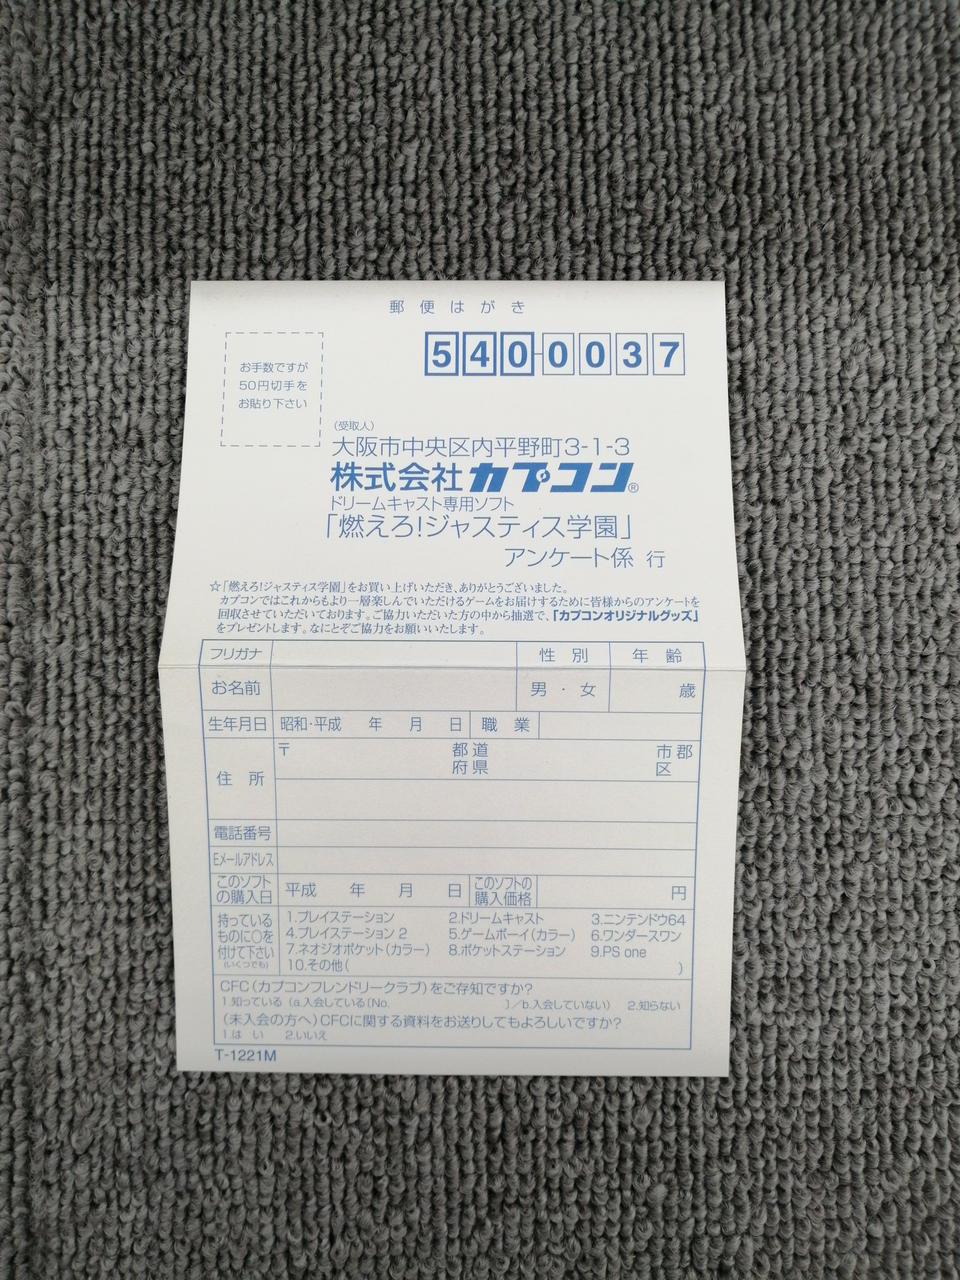 郵便はがき
お手数ですが
50円切手を
お貼り下さい
540-0037
(受取人)
大阪市中央区内平野町3-1-3
株式会社カプコン®
ドリームキャスト専用ソフト
「燃えろ!ジャスティス学園」
アンケート係 行
☆「燃えろ!ジャスティス学園」をお買い上げいただき、ありがとうございました。
カプコンではこれからもより一層楽しんでいただけるゲームをお届けするために皆様からのアンケートを
回収させていただいております。ご協力いただいた方の中から抽選で、「カプコンオリジナルグッズ」
をプレゼントします。なにとぞご協力をお願いいたします。
フリガナ 性別 年齢
お名前 男・女 歳
生年月日 昭和・平成 年 月 日 職業
住所 〒 都道 市郡
府県 区
電話番号
Eメールアドレス
このソフト
の購入日 平成 年 月 日 このソフトの
購入価格 円
持っている
ものに○を
付けて下さい
(いくつでも)
1.プレイステーション 2.ドリームキャスト 3.ニンテンドウ64
4.プレイステーション2 5.ゲームボーイ(カラー) 6.ワンダースワン
7.ネオジオポケット(カラー) 8.ポケットステーション 9.PS one
10.その他( )
CFC(カプコンフレンドリークラブ)をご存知ですか?
1.知っている (a.入会している〔No. 〕/b.入会していない) 2.知らない
(未入会の方へ)CFCに関する資料をお送りしてもよろしいですか?
1.はい 2.いいえ
T-1221M